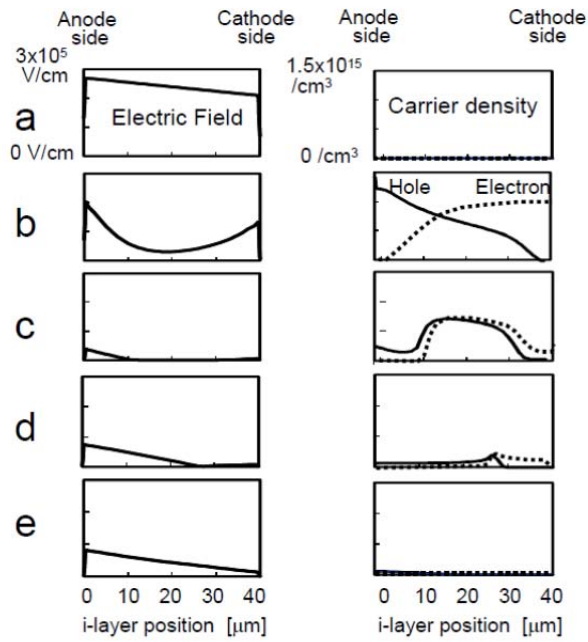 Anode side
Cathode side
Anode side
Cathode side
3x10⁵ V/cm
1.5x10¹⁵ /cm³
a
Electric Field
Carrier density
0 V/cm
0 /cm³
b
Hole
Electron
c
d
e
0 10 20 30 40
0 10 20 30 40
i-layer position [μm]
i-layer position [μm]